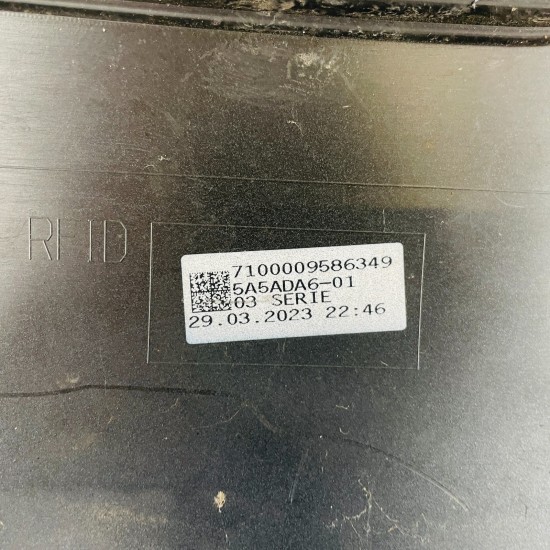 RFID
7100009586349
5A5ADA6-01
03 SERIE
29.03.2023 22:46